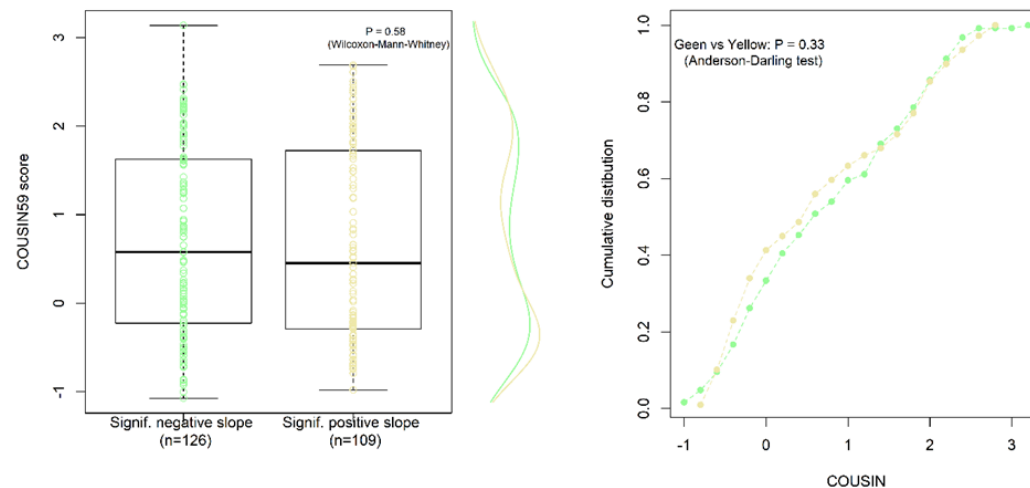 P = 0.58
(Wilcoxon-Mann-Whitney)
COUSIN59 score
3
2
1
0
-1
Signif. negative slope
(n=126)
Signif. positive slope
(n=109)
Geen vs Yellow: P = 0.33
(Anderson-Darling test)
Cumulative distibution
1.0
0.8
0.6
0.4
0.2
0.0
-1
0
1
2
3
COUSIN